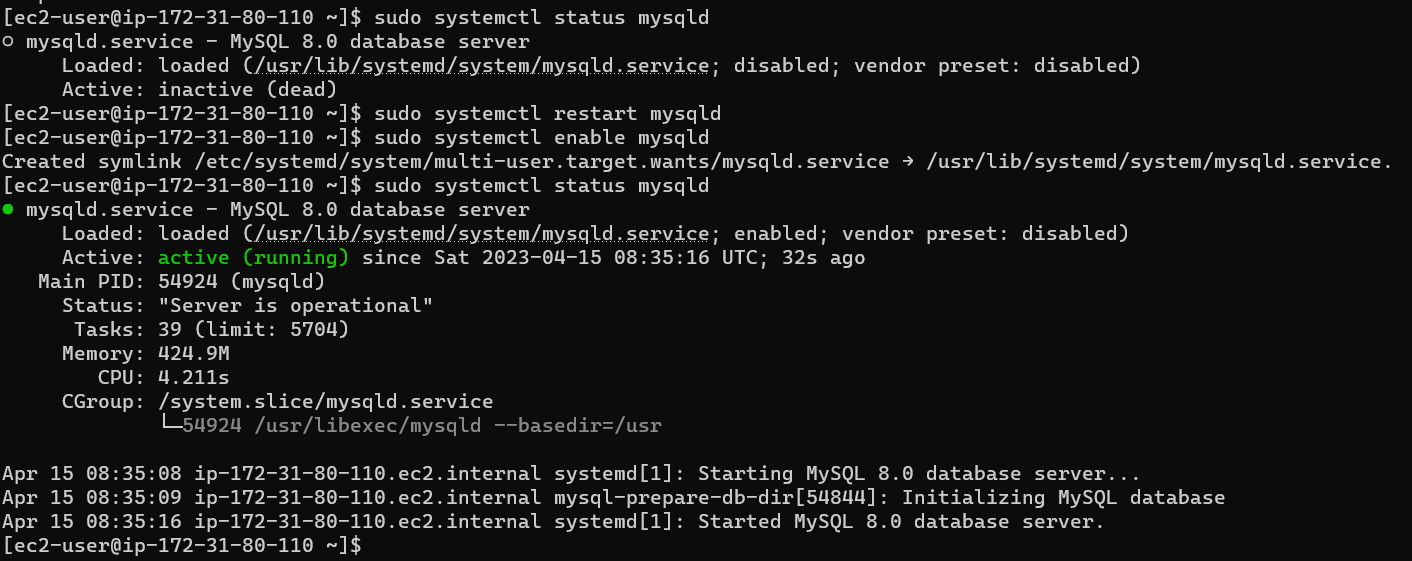 [ec2-user@ip-172-31-80-110 ~]$ sudo systemctl status mysqld
○ mysqld.service - MySQL 8.0 database server
     Loaded: loaded (/usr/lib/systemd/system/mysqld.service; disabled; vendor preset: disabled)
     Active: inactive (dead)
[ec2-user@ip-172-31-80-110 ~]$ sudo systemctl restart mysqld
[ec2-user@ip-172-31-80-110 ~]$ sudo systemctl enable mysqld
Created symlink /etc/systemd/system/multi-user.target.wants/mysqld.service → /usr/lib/systemd/system/mysqld.service.
[ec2-user@ip-172-31-80-110 ~]$ sudo systemctl status mysqld
● mysqld.service - MySQL 8.0 database server
     Loaded: loaded (/usr/lib/systemd/system/mysqld.service; enabled; vendor preset: disabled)
     Active: active (running) since Sat 2023-04-15 08:35:16 UTC; 32s ago
   Main PID: 54924 (mysqld)
     Status: "Server is operational"
      Tasks: 39 (limit: 5704)
     Memory: 424.9M
        CPU: 4.211s
     CGroup: /system.slice/mysqld.service
             └─54924 /usr/libexec/mysqld --basedir=/usr

Apr 15 08:35:08 ip-172-31-80-110.ec2.internal systemd[1]: Starting MySQL 8.0 database server...
Apr 15 08:35:09 ip-172-31-80-110.ec2.internal mysql-prepare-db-dir[54844]: Initializing MySQL database
Apr 15 08:35:16 ip-172-31-80-110.ec2.internal systemd[1]: Started MySQL 8.0 database server.
[ec2-user@ip-172-31-80-110 ~]$